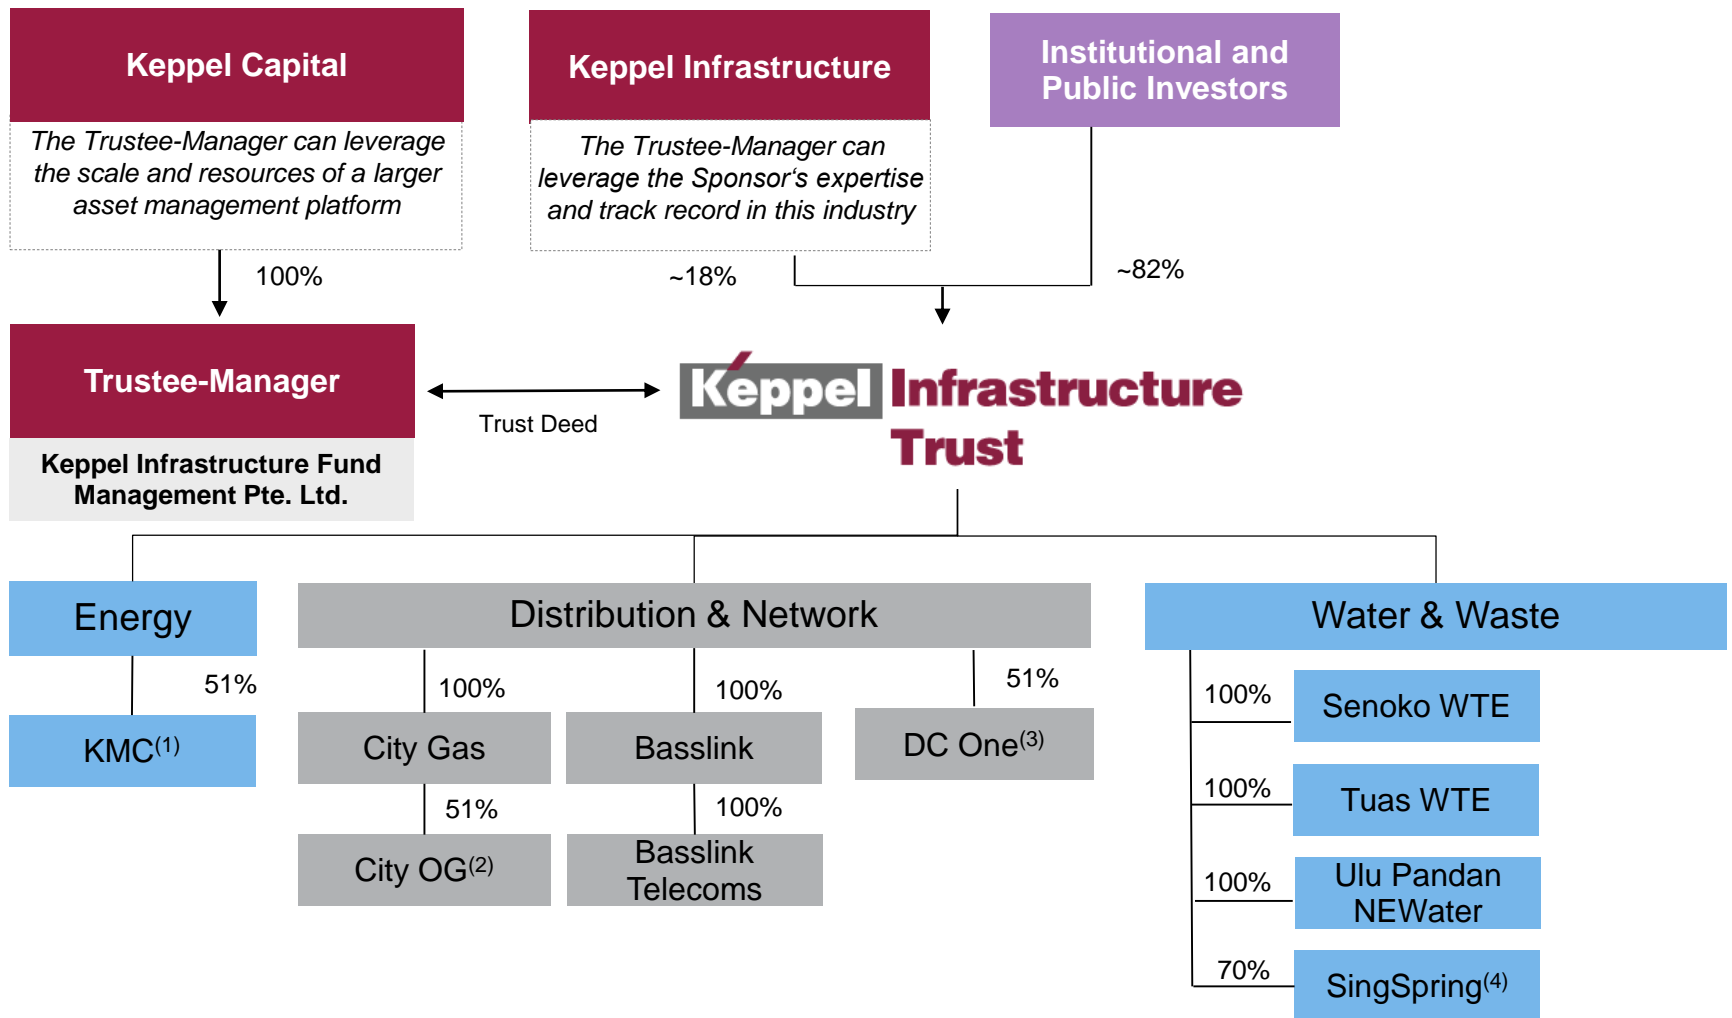 Keppel Capital
The Trustee-Manager can leverage
the scale and resources of a larger
asset management platform
Keppel Infrastructure
The Trustee-Manager can
leverage the Sponsor‘s expertise
and track record in this industry
Institutional and
Public Investors
100%
~18%
~82%
Trustee-Manager
Keppel Infrastructure Fund
Management Pte. Ltd.
Trust Deed
Keppel Infrastructure
Trust
Energy
51%
KMC(1)
Distribution & Network
100%
City Gas
51%
City OG(2)
100%
Basslink
100%
Basslink
Telecoms
51%
DC One(3)
Water & Waste
100%
Senoko WTE
100%
Tuas WTE
100%
Ulu Pandan
NEWater
70%
SingSpring(4)